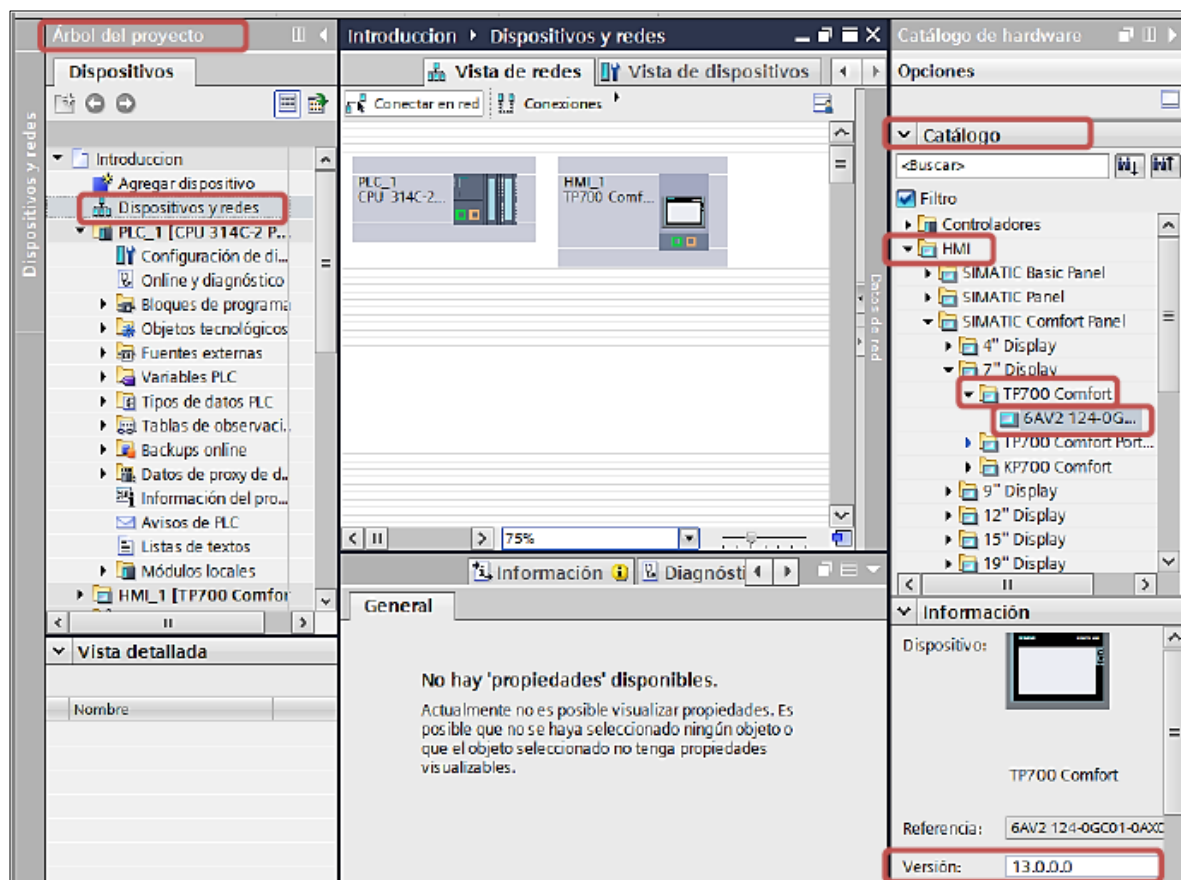 Dispositivos y redes
Árbol del proyecto
Dispositivos
Introduccion
Agregar dispositivo
Dispositivos y redes
PLC_1 [CPU 314C-2 P...
Configuración de di...
Online y diagnóstico
Bloques de programa
Objetos tecnológicos
Fuentes externas
Variables PLC
Tipos de datos PLC
Tablas de observaci...
Backups online
Datos de proxy de d...
Información del pro...
Avisos de PLC
Listas de textos
Módulos locales
HMI_1 [TP700 Comfor
Vista detallada
Nombre
Introduccion Dispositivos y redes
Vista de redes Vista de dispositivos
Conectar en red Conexiones
PLC_1
CPU 314C-2...
HMI_1
TP700 Comf...
Datos de red
75%
Información Diagnósti
General
No hay 'propiedades' disponibles.
Actualmente no es posible visualizar propiedades. Es
posible que no se haya seleccionado ningún objeto o
que el objeto seleccionado no tenga propiedades
visualizables.
Catálogo de hardware
Opciones
Catálogo
<Buscar>
Filtro
Controladores
HMI
SIMATIC Basic Panel
SIMATIC Panel
SIMATIC Comfort Panel
4" Display
7" Display
TP700 Comfort
6AV2 124-0G...
TP700 Comfort Port...
KP700 Comfort
9" Display
12" Display
15" Display
19" Display
Información
Dispositivo:
TP700 Comfort
Referencia: 6AV2 124-0GC01-0AX0
Versión: 13.0.0.0